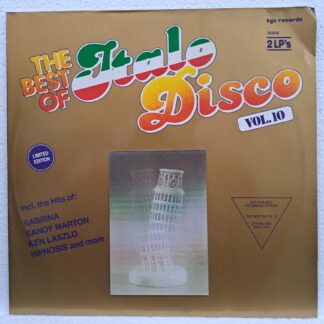 zyx records
2 LP's
THE
BEST
OF
Italo
Disco
VOL. 10
LIMITED
EDITION
incl. the Hits of:
SABRINA
SANDY MARTON
KEN LASZLO
HIPNOSIS and more